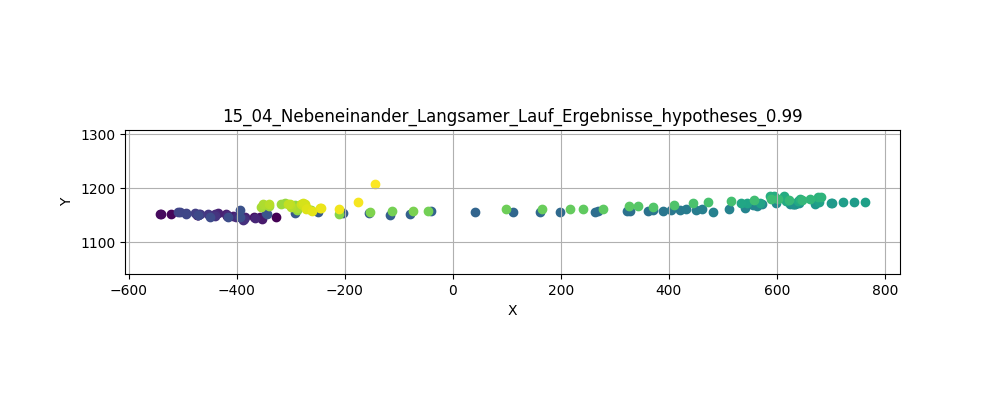 15_04_Nebeneinander_Langsamer_Lauf_Ergebnisse_hypotheses_0.99
1300
1200
1100
Y
−600 −400 −200 0 200 400 600 800
X